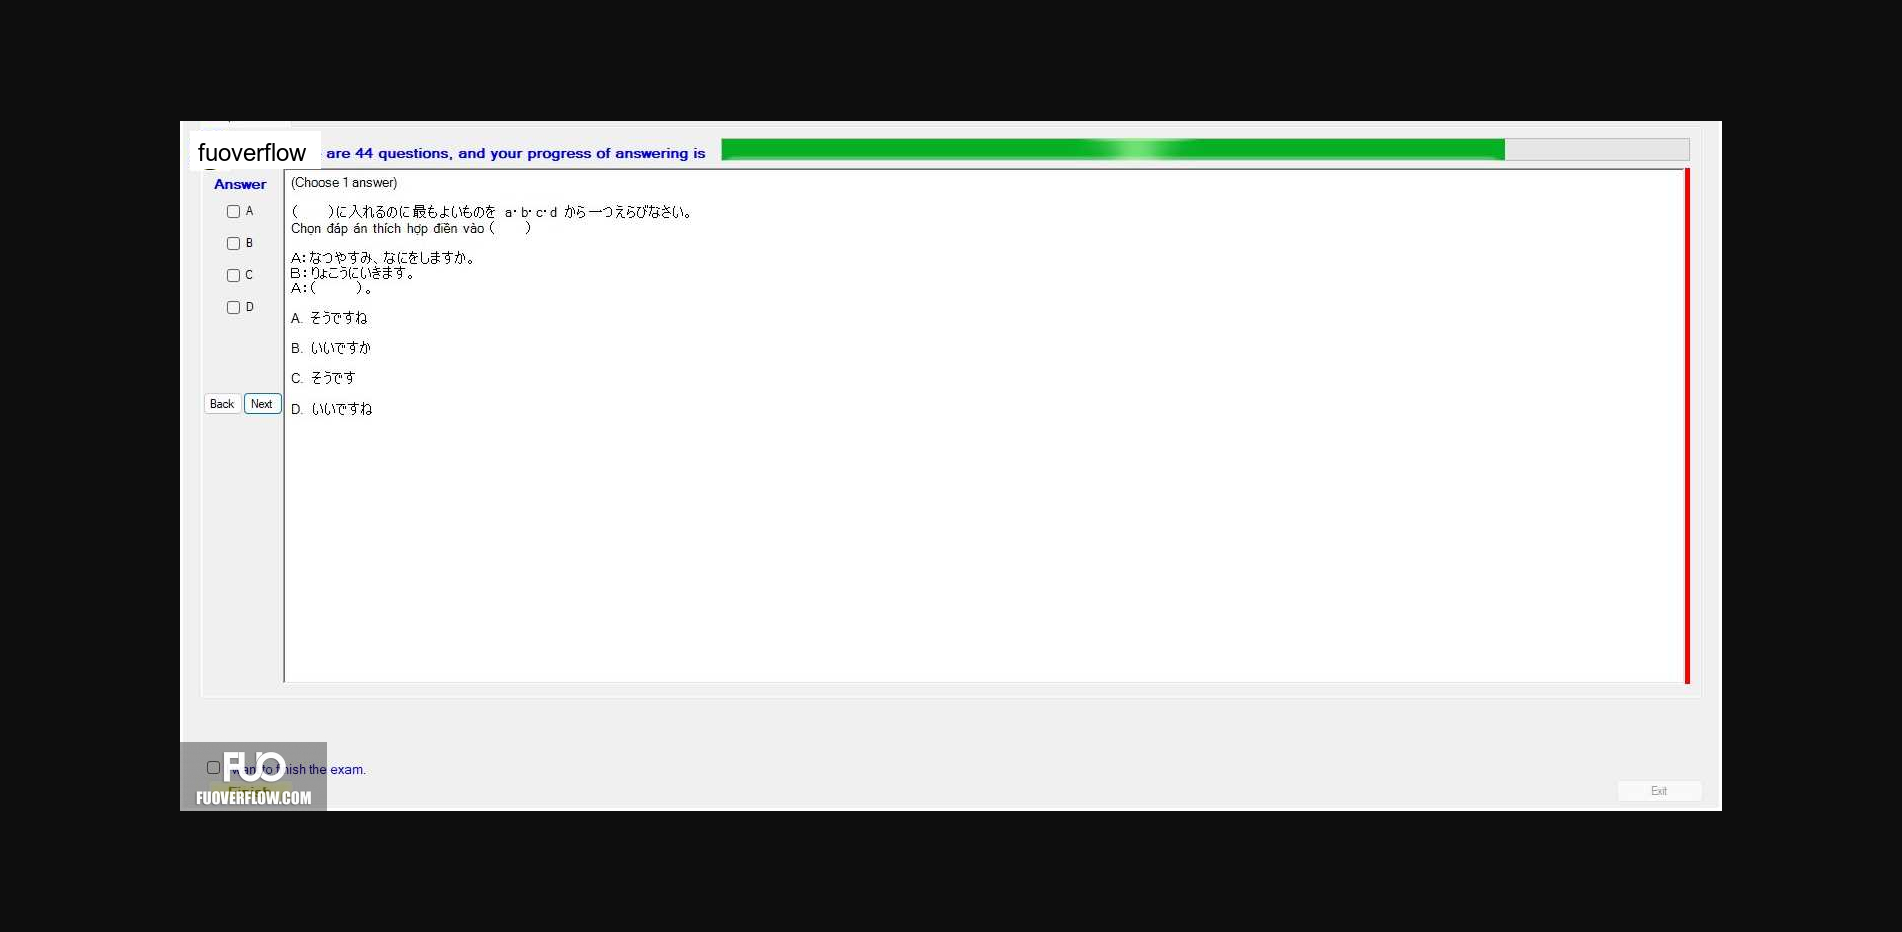 fuoverflow
are 44 questions, and your progress of answering is
Answer
(Choose 1 answer)
A
B
C
D
Back
Next
(　　)に入れるのに最もよいものを a・b・c・d から一つえらびなさい。
Chọn đáp án thích hợp điền vào (　　)
A：なつやすみ、なにをしますか。
B：りょこうにいきます。
A：(　　)。
A. そうですね
B. いいですか
C. そうです
D. いいですね
want to finish the exam.
Finish
FUO
FUOVERFLOW.COM
Exit